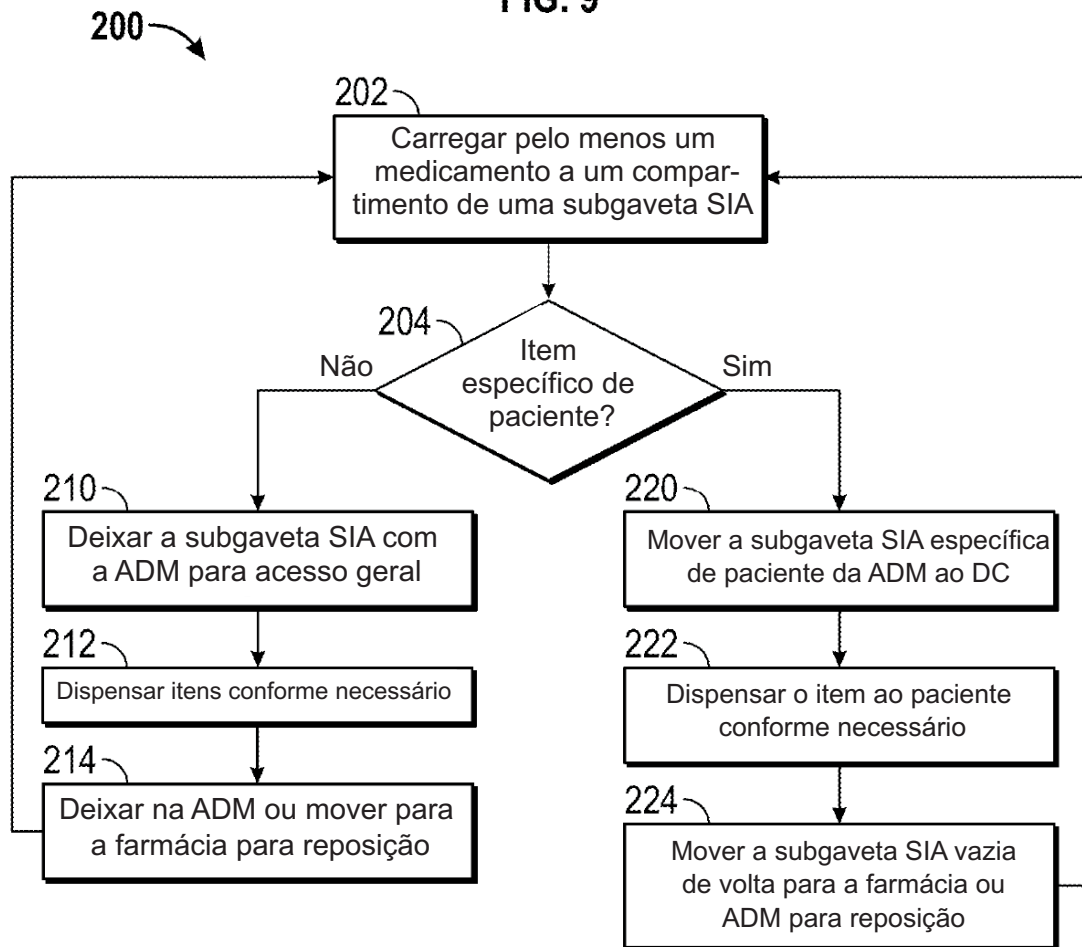 FIG. 9
200
202
Carregar pelo menos um
medicamento a um compar-
timento de uma subgaveta SIA
204
Não
Item
específico de
paciente?
Sim
210
Deixar a subgaveta SIA com
a ADM para acesso geral
212
Dispensar itens conforme necessário
214
Deixar na ADM ou mover para
a farmácia para reposição
220
Mover a subgaveta SIA específica
de paciente da ADM ao DC
222
Dispensar o item ao paciente
conforme necessário
224
Mover a subgaveta SIA vazia
de volta para a farmácia ou
ADM para reposição